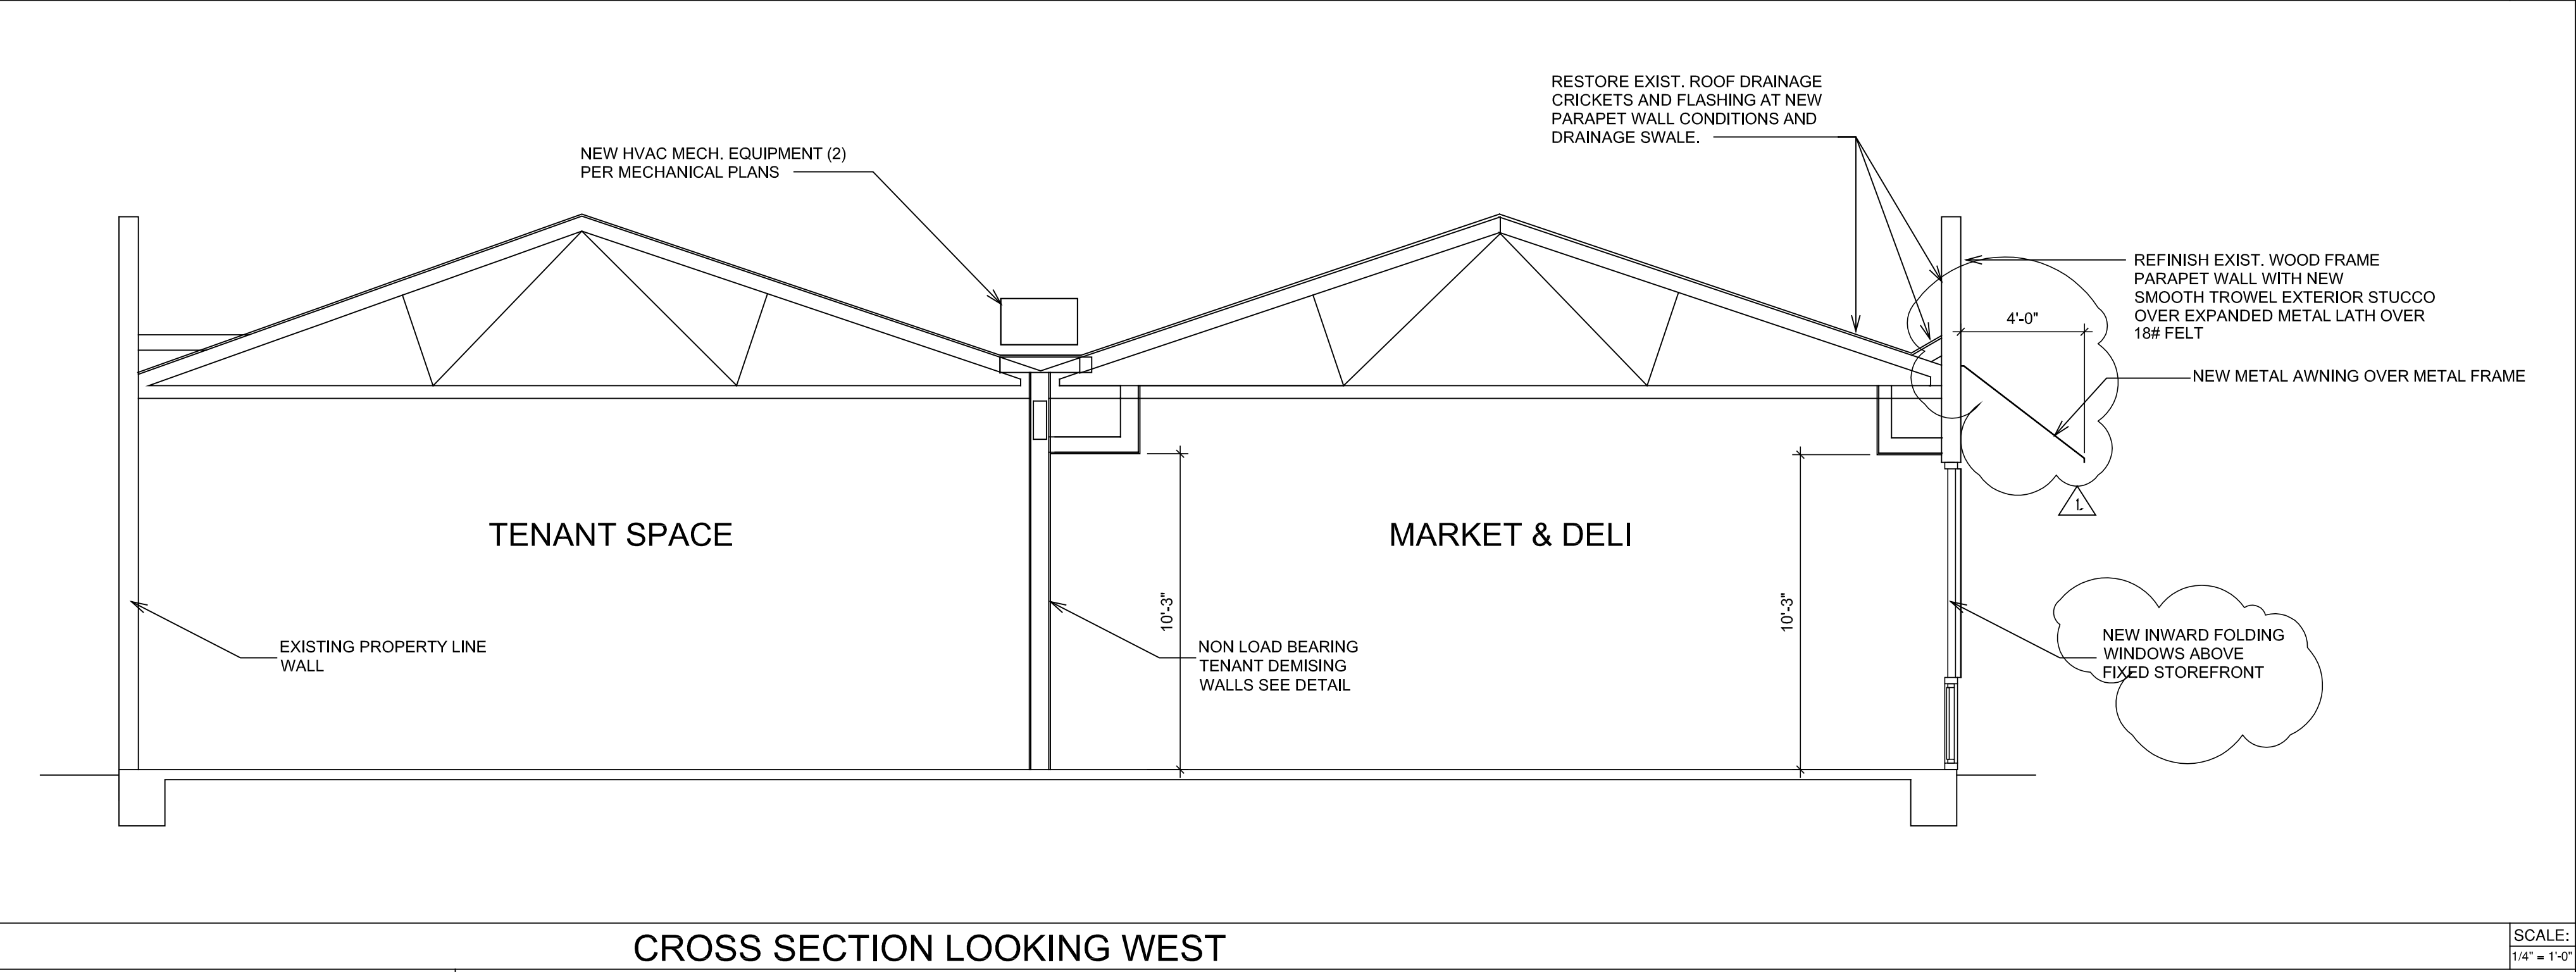 RESTORE EXIST. ROOF DRAINAGE
CRICKETS AND FLASHING AT NEW
PARAPET WALL CONDITIONS AND
DRAINAGE SWALE.
NEW HVAC MECH. EQUIPMENT (2)
PER MECHANICAL PLANS
REFINISH EXIST. WOOD FRAME
PARAPET WALL WITH NEW
SMOOTH TROWEL EXTERIOR STUCCO
OVER EXPANDED METAL LATH OVER
18# FELT
4'-0"
NEW METAL AWNING OVER METAL FRAME
1.
TENANT SPACE
MARKET & DELI
10'-3"
10'-3"
EXISTING PROPERTY LINE
WALL
NON LOAD BEARING
TENANT DEMISING
WALLS SEE DETAIL
NEW INWARD FOLDING
WINDOWS ABOVE
FIXED STOREFRONT
CROSS SECTION LOOKING WEST
SCALE:
1/4" = 1'-0"